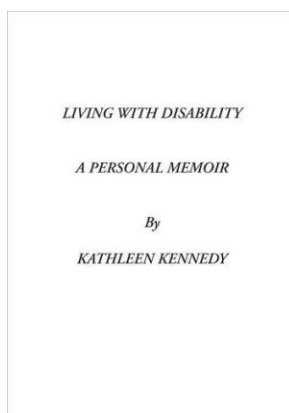 LIVING WITH DISABILITY
A PERSONAL MEMOIR
By
KATHLEEN KENNEDY